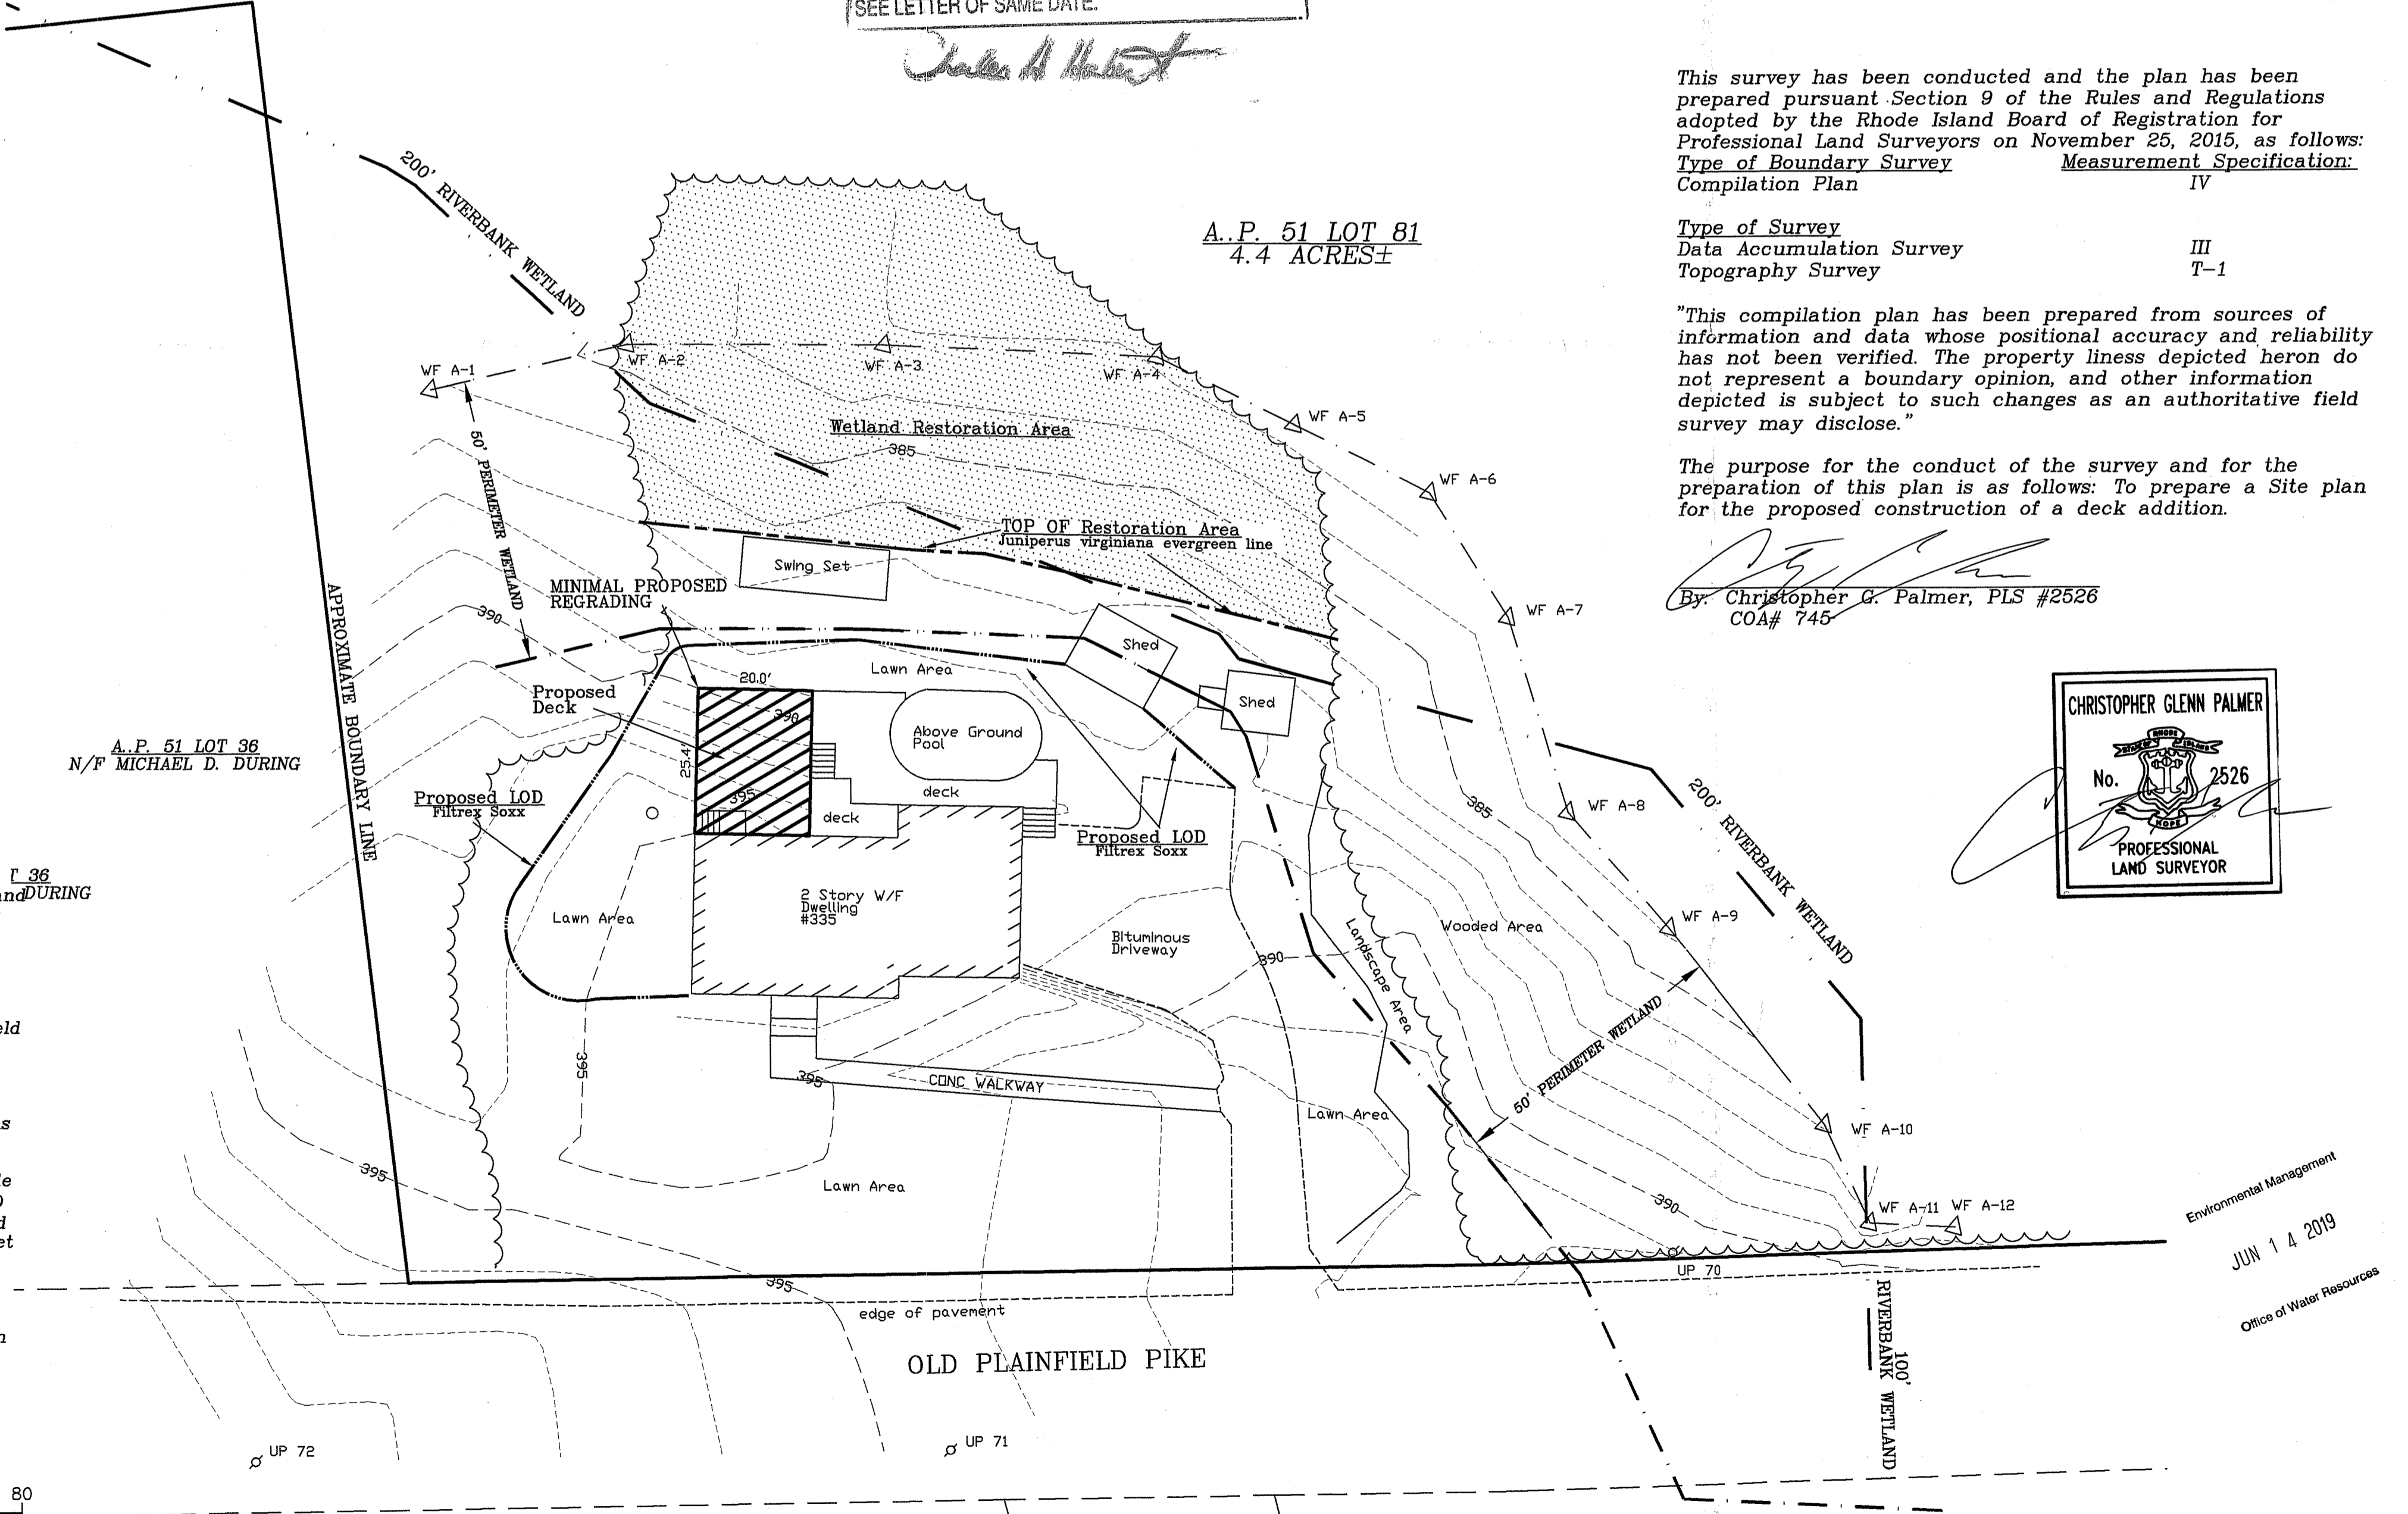 SEE LETTER OF SAME DATE.
This survey has been conducted and the plan has been
prepared pursuant Section 9 of the Rules and Regulations
adopted by the Rhode Island Board of Registration for
Professional Land Surveyors on November 25, 2015, as follows:
Type of Boundary Survey Measurement Specification:
Compilation Plan IV
Type of Survey
Data Accumulation Survey III
Topography Survey T-1
"This compilation plan has been prepared from sources of
information and data whose positional accuracy and reliability
has not been verified. The property liness depicted heron do
not represent a boundary opinion, and other information
depicted is subject to such changes as an authoritative field
survey may disclose."
The purpose for the conduct of the survey and for the
preparation of this plan is as follows: To prepare a Site plan
for the proposed construction of a deck addition.
By: Christopher G. Palmer, PLS #2526
COA# 745
CHRISTOPHER GLENN PALMER
STATE OF RHODE ISLAND
No. 2526
HOPE
PROFESSIONAL
LAND SURVEYOR
A..P. 51 LOT 81
4.4 ACRES±
200' RIVERBANK WETLAND
WF A-1
WF A-2
WF A-3
WF A-4
WF A-5
WF A-6
WF A-7
WF A-8
WF A-9
WF A-10
WF A-11
WF A-12
50' PERIMETER WETLAND
Wetland Restoration Area
385
TOP OF Restoration Area
Juniperus virginiana evergreen line
Swing Set
MINIMAL PROPOSED
REGRADING
390
Shed
Shed
Lawn Area
20.0'
25.4'
Proposed
Deck
390
395
Above Ground
Pool
deck
deck
APPROXIMATE BOUNDARY LINE
A..P. 51 LOT 36
N/F MICHAEL D. DURING
36
DURING
Proposed LOD
Filtrex Soxx
Proposed LOD
Filtrex Soxx
Lawn Area
2 Story W/F
Dwelling
#335
Bituminous
Driveway
390
Landscape Area
Wooded Area
385
200' RIVERBANK WETLAND
50' PERIMETER WETLAND
395
395
CONC WALKWAY
Lawn Area
Lawn Area
395
390
395
edge of pavement
OLD PLAINFIELD PIKE
UP 70
UP 71
UP 72
100'
RIVERBANK WETLAND
80
Environmental Management
JUN 14 2019
Office of Water Resources